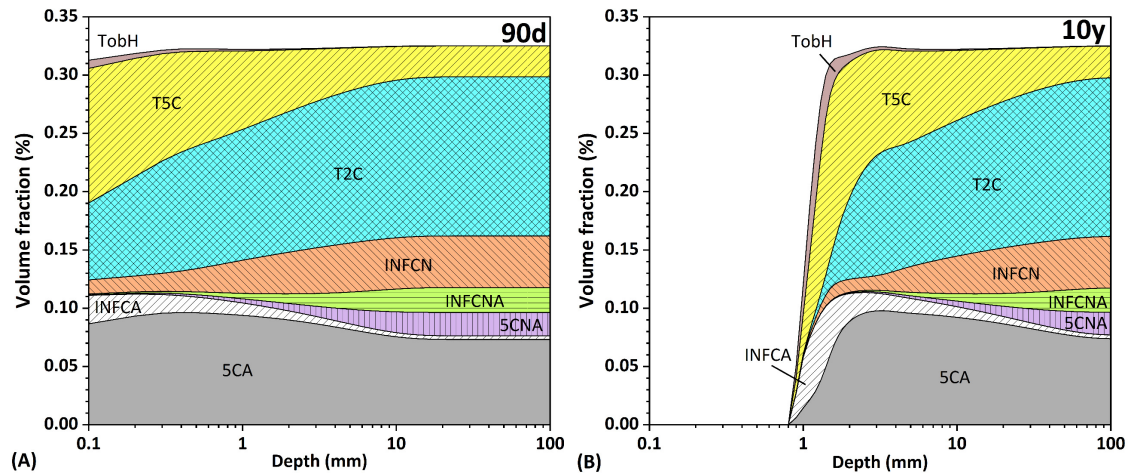 0.35
0.30
0.25
0.20
0.15
0.10
0.05
0.00
Volume fraction (%)
90d
TobH
T5C
T2C
INFCN
INFCNA
INFCA
5CNA
5CA
0.1 1 10 100
Depth (mm)
(A)
0.35
0.30
0.25
0.20
0.15
0.10
0.05
0.00
Volume fraction (%)
10y
TobH
T5C
T2C
INFCN
INFCNA
5CNA
INFCA
5CA
0.1 1 10 100
Depth (mm)
(B)